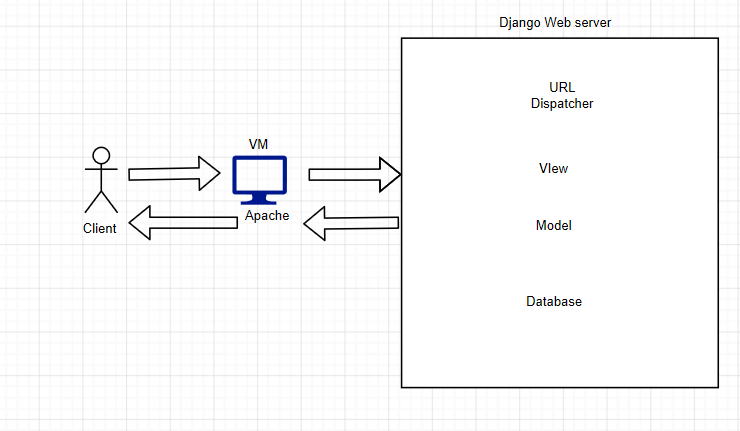 Django Web server
URL
Dispatcher
VIew
Model
Database
VM
Apache
Client